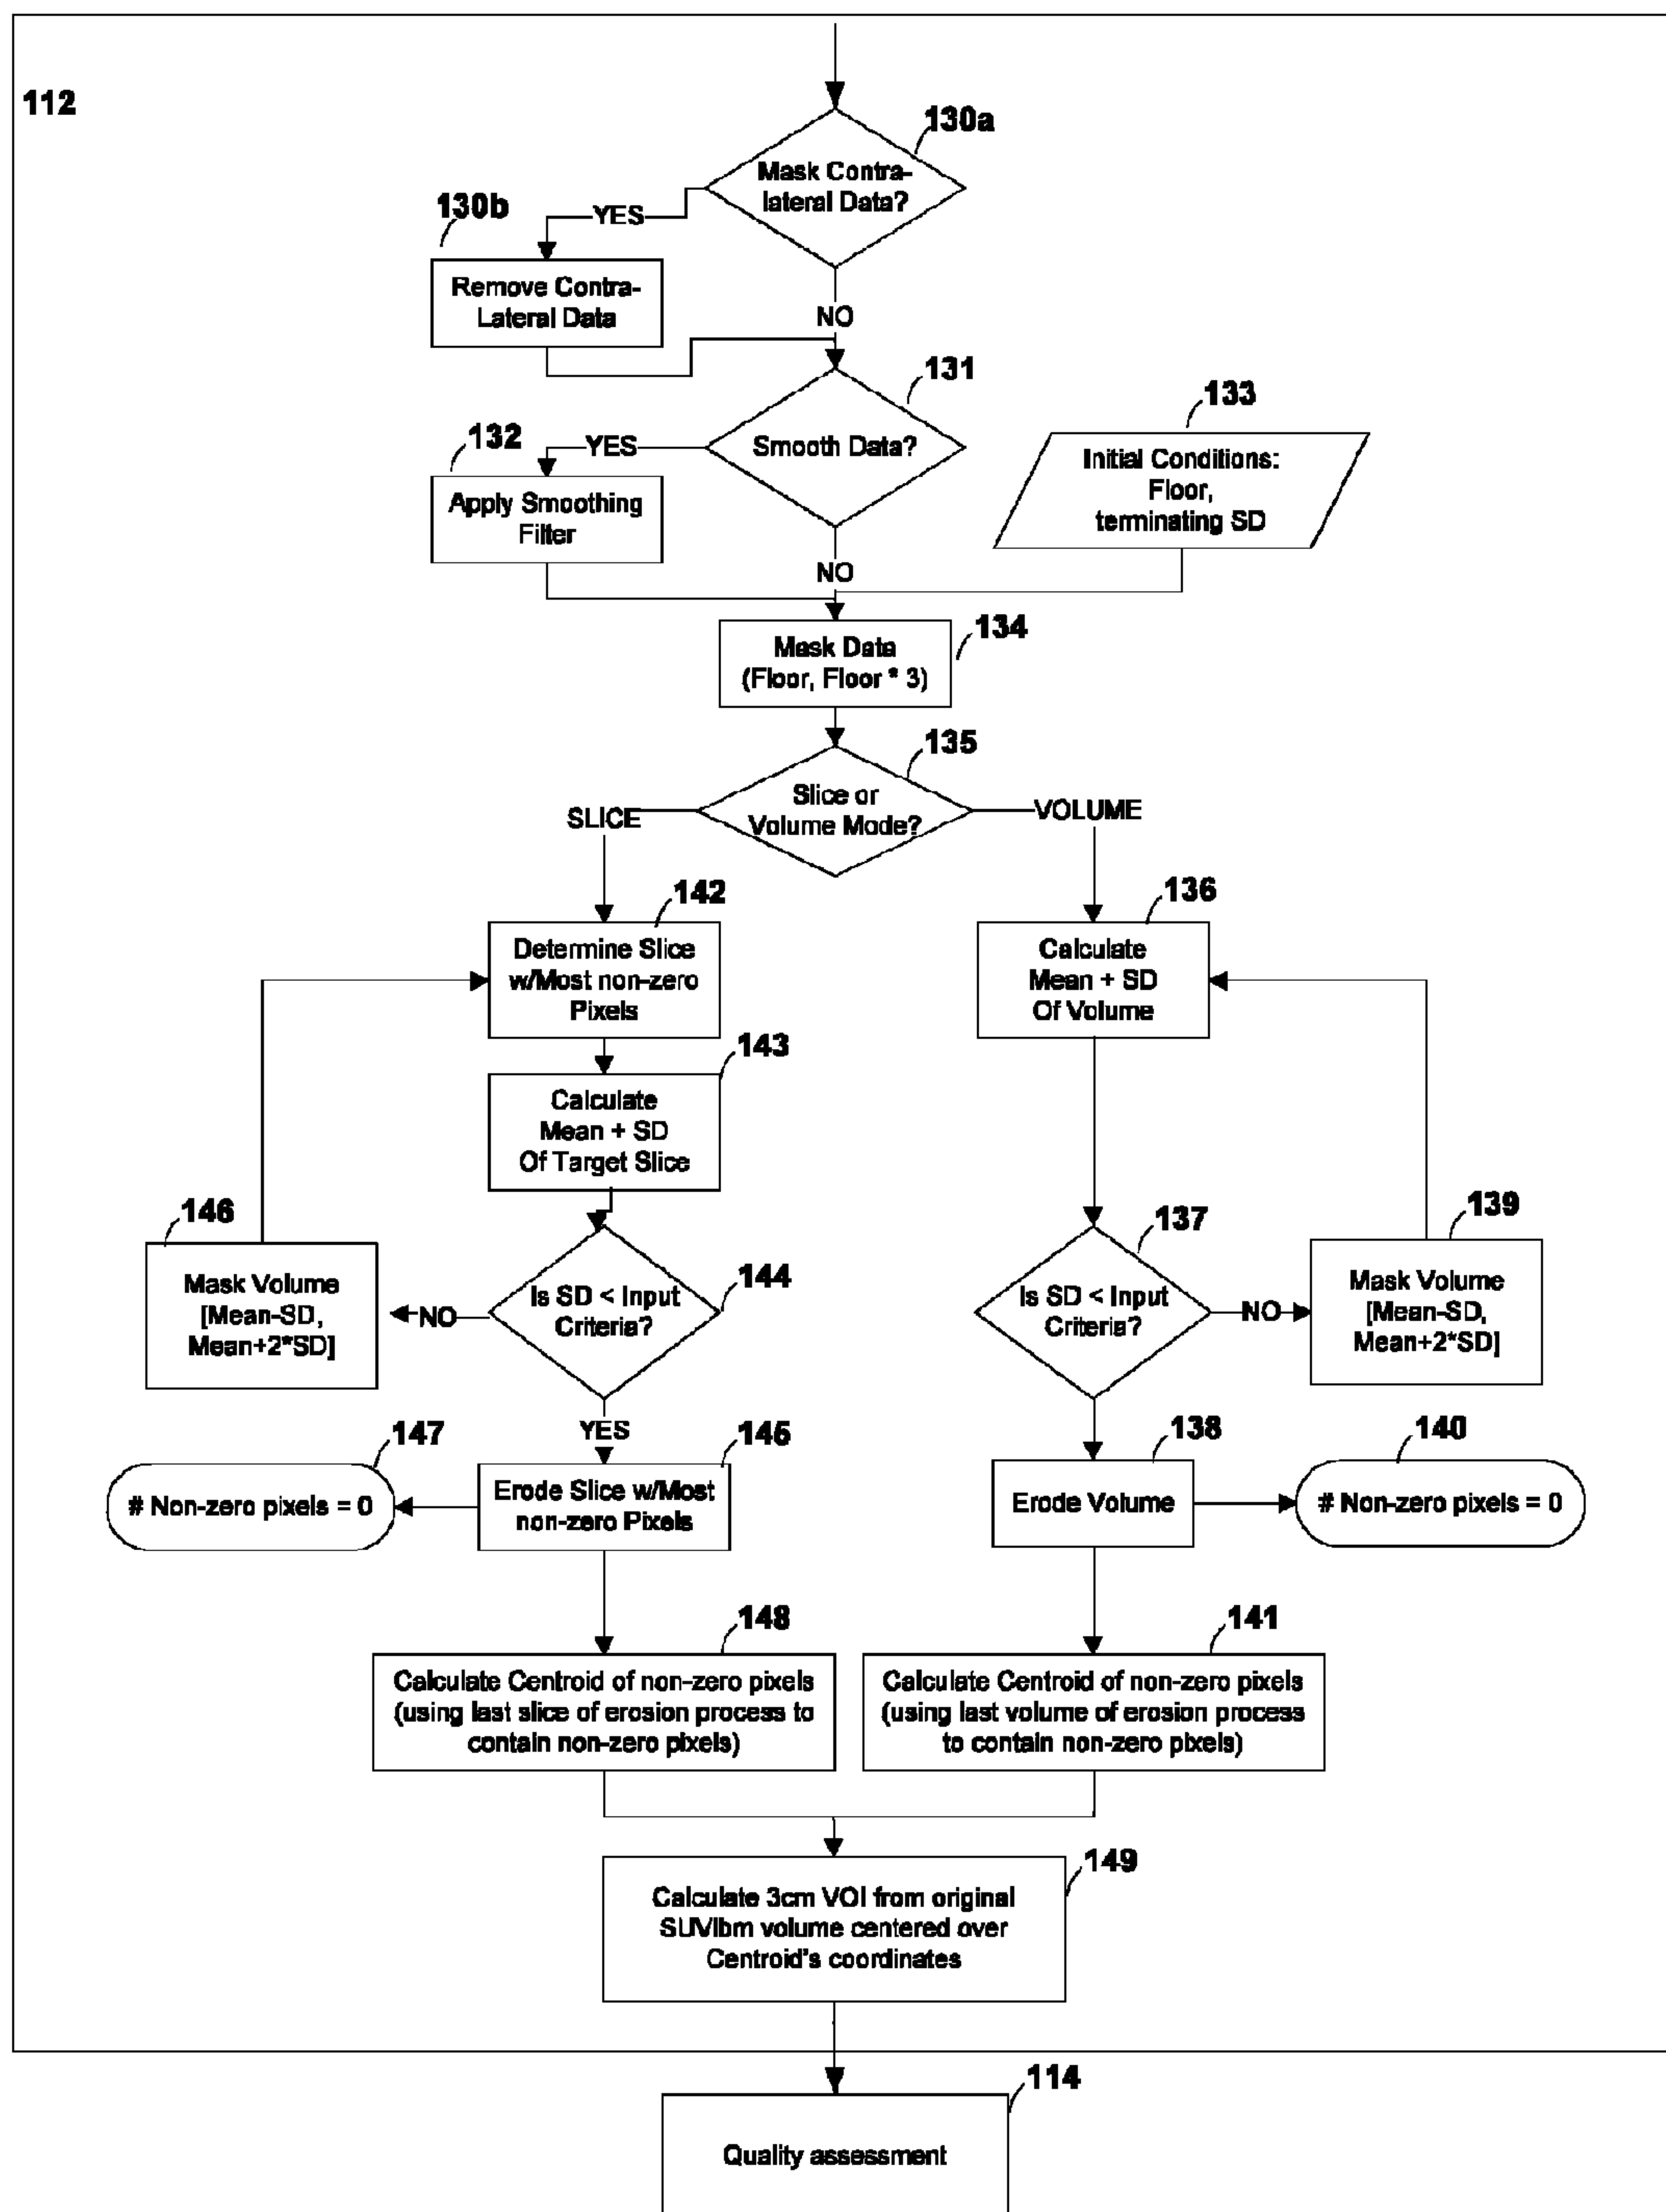 112
130a
Mask Contra-
lateral Data?
130b
YES
Remove Contra-
Lateral Data
NO
131
Smooth Data?
132
YES
Apply Smoothing
Filter
133
Initial Conditions:
Floor,
terminating SD
NO
134
Mask Data
(Floor, Floor * 3)
135
Slice or
Volume Mode?
SLICE
VOLUME
142
Determine Slice
w/Most non-zero
Pixels
136
Calculate
Mean + SD
Of Volume
143
Calculate
Mean + SD
Of Target Slice
146
Mask Volume
[Mean-SD,
Mean+2*SD]
NO
144
Is SD < Input
Criteria?
137
Is SD < Input
Criteria?
NO
139
Mask Volume
[Mean-SD,
Mean+2*SD]
YES
147
# Non-zero pixels = 0
145
Erode Slice w/Most
non-zero Pixels
138
Erode Volume
140
# Non-zero pixels = 0
148
Calculate Centroid of non-zero pixels
(using last slice of erosion process to
contain non-zero pixels)
141
Calculate Centroid of non-zero pixels
(using last volume of erosion process
to contain non-zero pixels)
149
Calculate 3cm VOI from original
SUVlbm volume centered over
Centroid's coordinates
114
Quality assessment